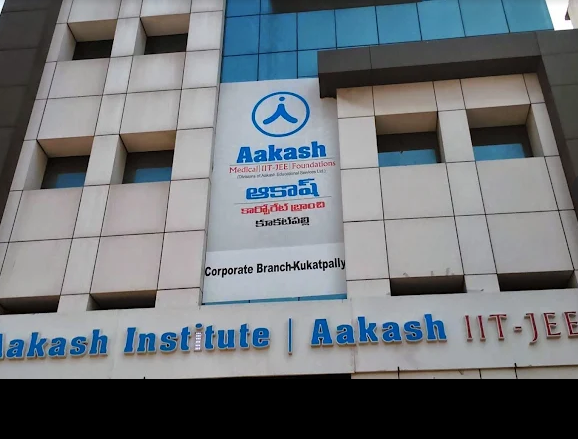 Aakash
Medical|IIT-JEE|Foundations
(Divisions of Aakash Educational Services Ltd.)
ఆకాష్
కార్పోరేట్ బ్రాంచి
కూకట్‌పల్లి
Corporate Branch-Kukatpally
Aakash Institute | Aakash IIT-JEE